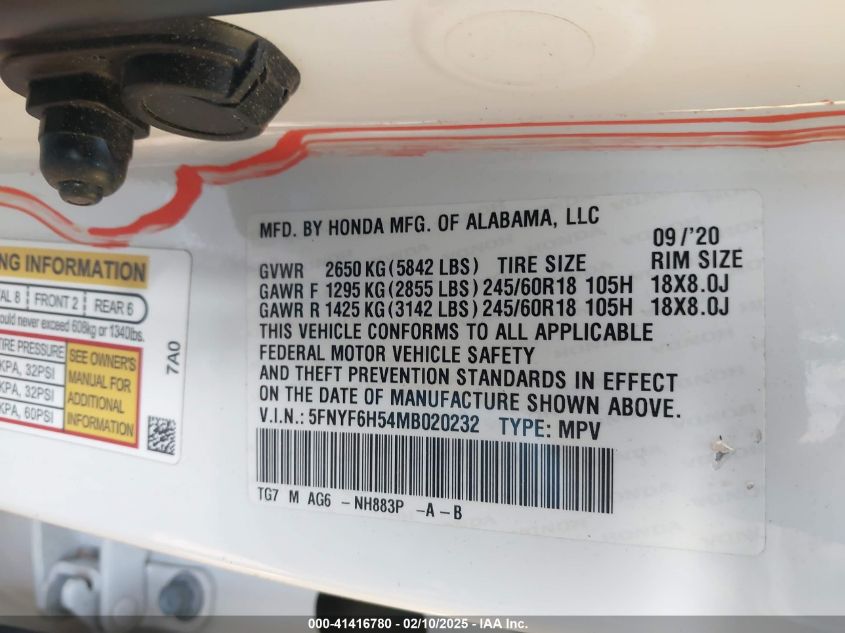 MFD. BY HONDA MFG. OF ALABAMA, LLC
09/'20
GVWR 2650 KG (5842 LBS) TIRE SIZE RIM SIZE
GAWR F 1295 KG (2855 LBS) 245/60R18 105H 18X8.0J
GAWR R 1425 KG (3142 LBS) 245/60R18 105H 18X8.0J
THIS VEHICLE CONFORMS TO ALL APPLICABLE
FEDERAL MOTOR VEHICLE SAFETY
AND THEFT PREVENTION STANDARDS IN EFFECT
ON THE DATE OF MANUFACTURE SHOWN ABOVE.
V.I.N.: 5FNYF6H54MB020232 TYPE: MPV
TG7 M AG6 -NH883P -A-B
INFORMATION
8 FRONT 2 REAR 6
never exceed 608kg or 1340lbs.
PRESSURE
KPA, 32PSI
KPA, 32PSI
KPA, 60PSI
SEE OWNER'S
MANUAL FOR
ADDITIONAL
INFORMATION
7A0
000-41416780 - 02/10/2025 - IAA Inc.